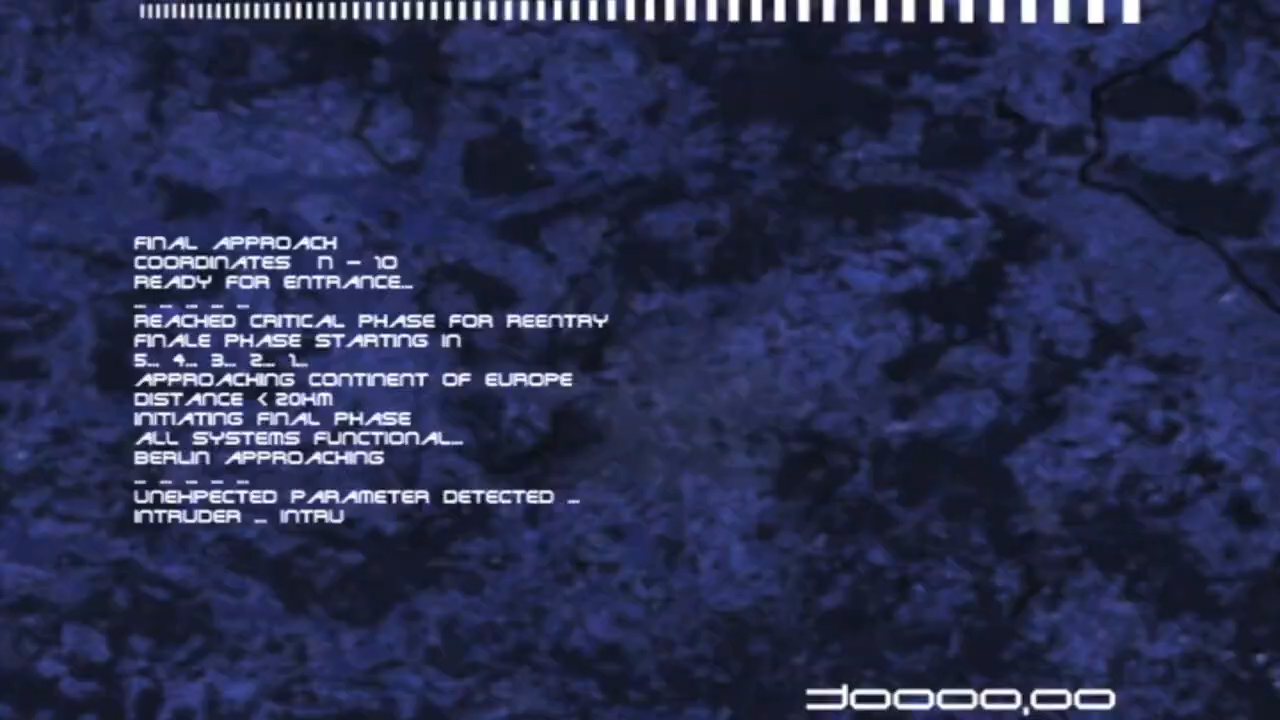 FINAL APPROACH
COORDINATES N - 10
READY FOR ENTRANCE...
_ _ _ _ _
REACHED CRITICAL PHASE FOR REENTRY
FINALE PHASE STARTING IN
5... 4... 3... 2... 1...
APPROACHING CONTINENT OF EUROPE
DISTANCE < 20KM
INITIATING FINAL PHASE
ALL SYSTEMS FUNCTIONAL...
BERLIN APPROACHING
_ _ _ _ _
UNEXPECTED PARAMETER DETECTED ...
INTRUDER ... INTRU
30000,00